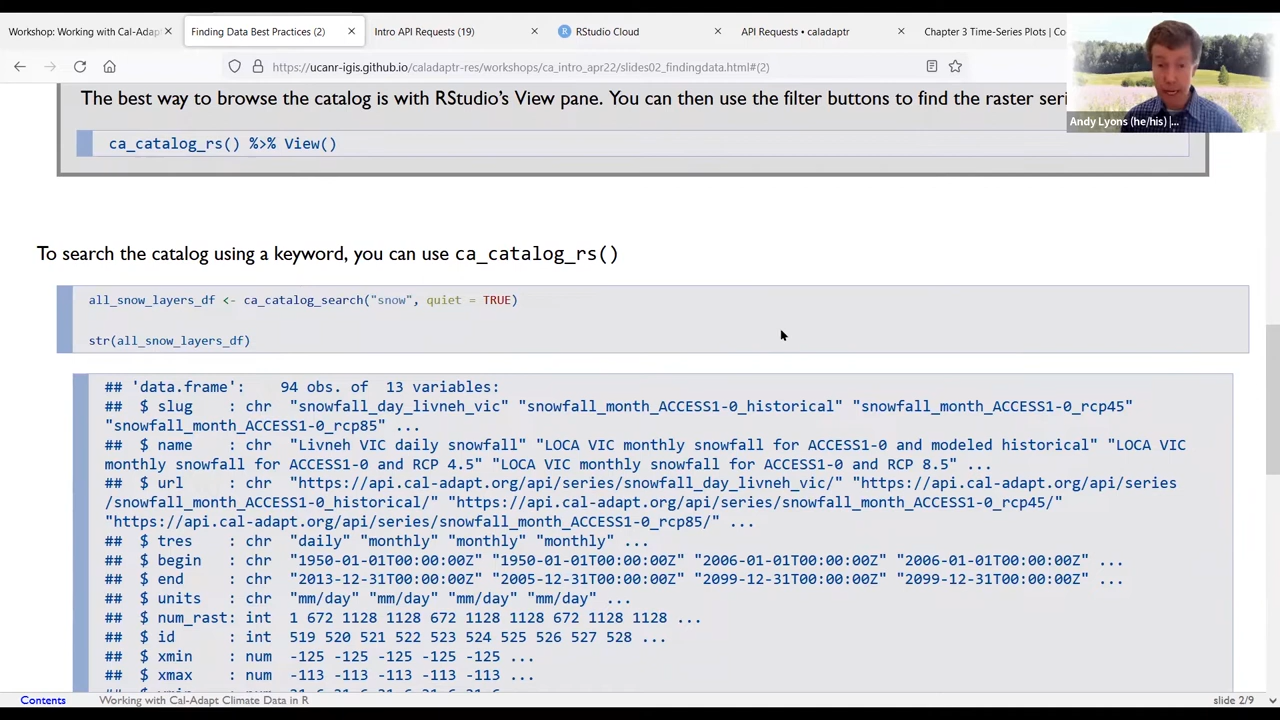 Workshop: Working with Cal-Adap
Finding Data Best Practices (2)
Intro API Requests (19)
RStudio Cloud
API Requests • caladaptr
Chapter 3 Time-Series Plots | Co
https://ucanr-igis.github.io/caladaptr-res/workshops/ca_intro_apr22/slides02_findingdata.html#(2)
Andy Lyons (he/his) |...
The best way to browse the catalog is with RStudio's View pane. You can then use the filter buttons to find the raster seri
ca_catalog_rs() %>% View()
To search the catalog using a keyword, you can use ca_catalog_rs()
all_snow_layers_df <- ca_catalog_search("snow", quiet = TRUE)
str(all_snow_layers_df)
## 'data.frame':    94 obs. of  13 variables:
##  $ slug    : chr  "snowfall_day_livneh_vic" "snowfall_month_ACCESS1-0_historical" "snowfall_month_ACCESS1-0_rcp45"
"snowfall_month_ACCESS1-0_rcp85" ...
##  $ name    : chr  "Livneh VIC daily snowfall" "LOCA VIC monthly snowfall for ACCESS1-0 and modeled historical" "LOCA VIC
monthly snowfall for ACCESS1-0 and RCP 4.5" "LOCA VIC monthly snowfall for ACCESS1-0 and RCP 8.5" ...
##  $ url     : chr  "https://api.cal-adapt.org/api/series/snowfall_day_livneh_vic/" "https://api.cal-adapt.org/api/series
/snowfall_month_ACCESS1-0_historical/" "https://api.cal-adapt.org/api/series/snowfall_month_ACCESS1-0_rcp45/"
"https://api.cal-adapt.org/api/series/snowfall_month_ACCESS1-0_rcp85/" ...
##  $ tres    : chr  "daily" "monthly" "monthly" "monthly" ...
##  $ begin   : chr  "1950-01-01T00:00:00Z" "1950-01-01T00:00:00Z" "2006-01-01T00:00:00Z" "2006-01-01T00:00:00Z" ...
##  $ end     : chr  "2013-12-31T00:00:00Z" "2005-12-31T00:00:00Z" "2099-12-31T00:00:00Z" "2099-12-31T00:00:00Z" ...
##  $ units   : chr  "mm/day" "mm/day" "mm/day" "mm/day" ...
##  $ num_rast: int  1 672 1128 1128 672 1128 1128 672 1128 1128 ...
##  $ id      : int  519 520 521 522 523 524 525 526 527 528 ...
##  $ xmin    : num  -125 -125 -125 -125 -125 ...
##  $ xmax    : num  -113 -113 -113 -113 -113 ...
Contents
Working with Cal-Adapt Climate Data in R
slide 2/9